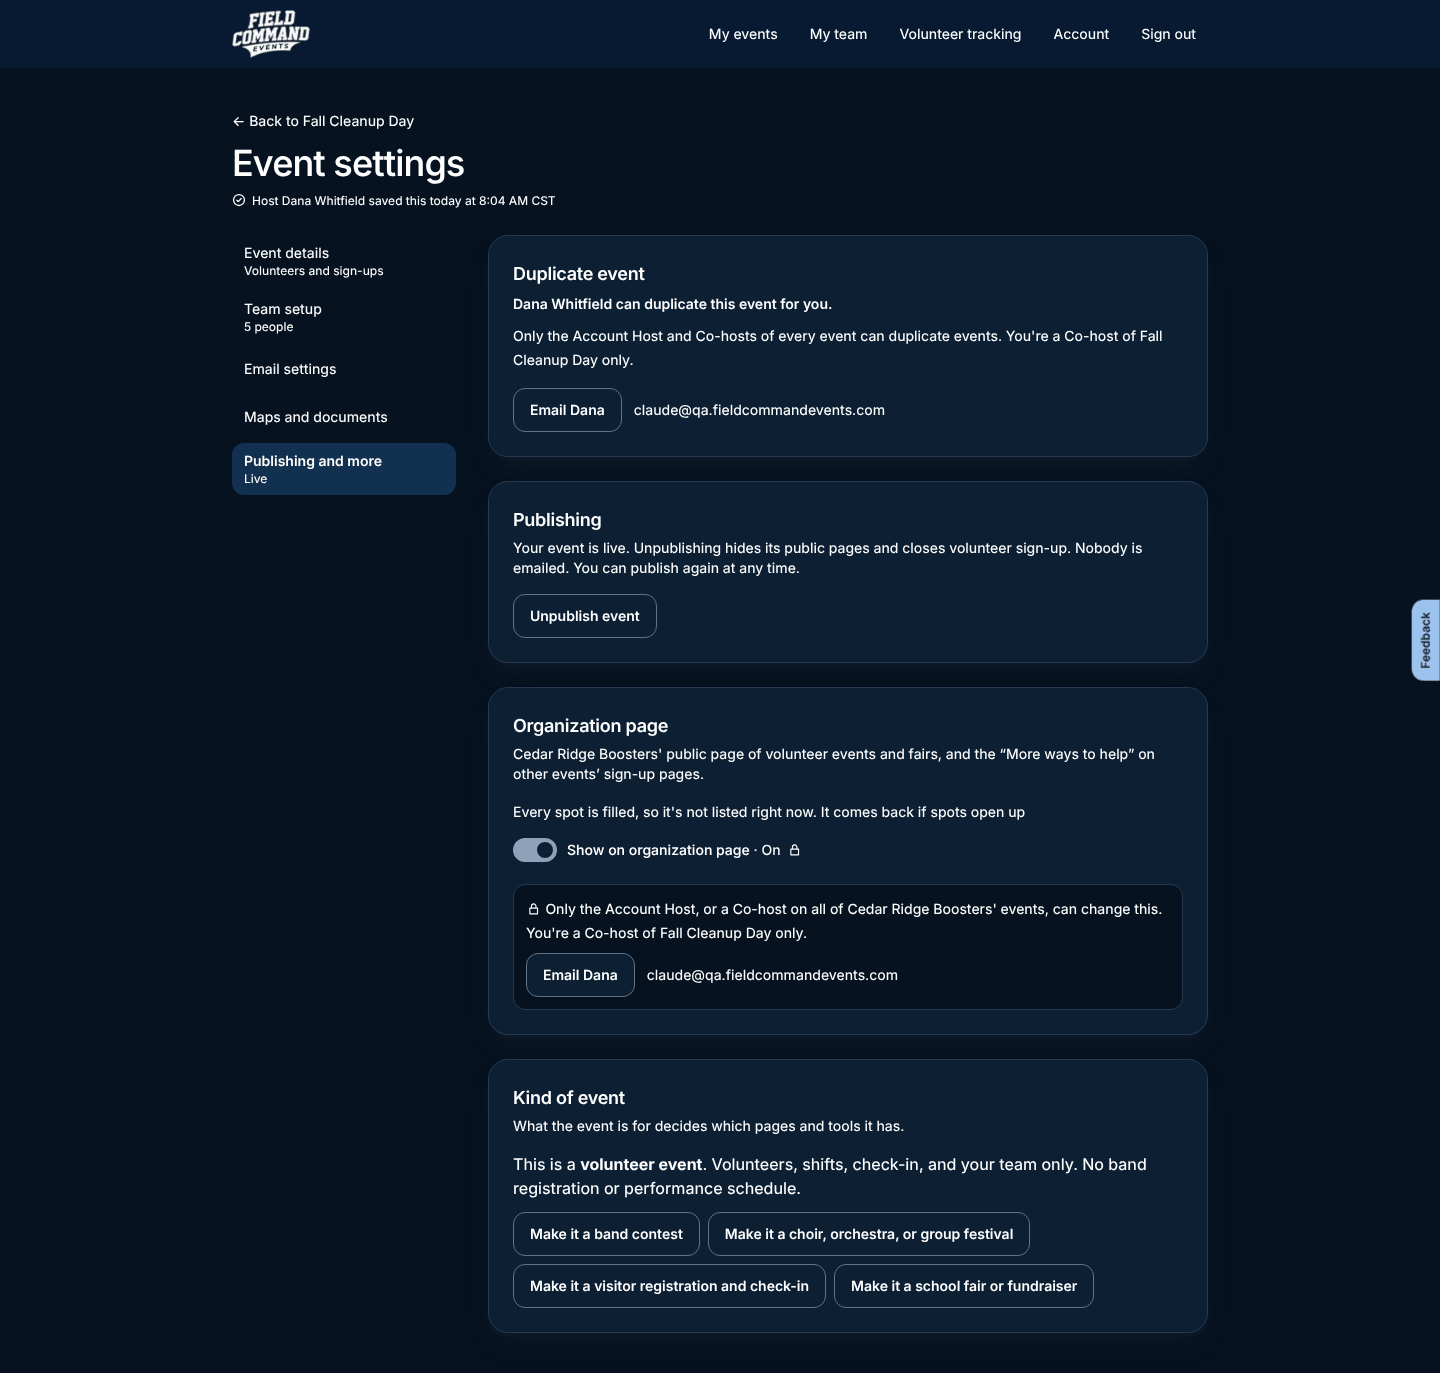 FIELD
COMMAND
EVENTS
My events
My team
Volunteer tracking
Account
Sign out
← Back to Fall Cleanup Day
Event settings
Host Dana Whitfield saved this today at 8:04 AM CST
Event details
Volunteers and sign-ups
Team setup
5 people
Email settings
Maps and documents
Publishing and more
Live
Duplicate event
Dana Whitfield can duplicate this event for you.
Only the Account Host and Co-hosts of every event can duplicate events. You're a Co-host of Fall
Cleanup Day only.
Email Dana
claude@qa.fieldcommandevents.com
Publishing
Your event is live. Unpublishing hides its public pages and closes volunteer sign-up. Nobody is
emailed. You can publish again at any time.
Unpublish event
Feedback
Organization page
Cedar Ridge Boosters' public page of volunteer events and fairs, and the “More ways to help” on
other events’ sign-up pages.
Every spot is filled, so it's not listed right now. It comes back if spots open up
Show on organization page · On
Only the Account Host, or a Co-host on all of Cedar Ridge Boosters' events, can change this.
You're a Co-host of Fall Cleanup Day only.
Email Dana
claude@qa.fieldcommandevents.com
Kind of event
What the event is for decides which pages and tools it has.
This is a volunteer event. Volunteers, shifts, check-in, and your team only. No band
registration or performance schedule.
Make it a band contest
Make it a choir, orchestra, or group festival
Make it a visitor registration and check-in
Make it a school fair or fundraiser